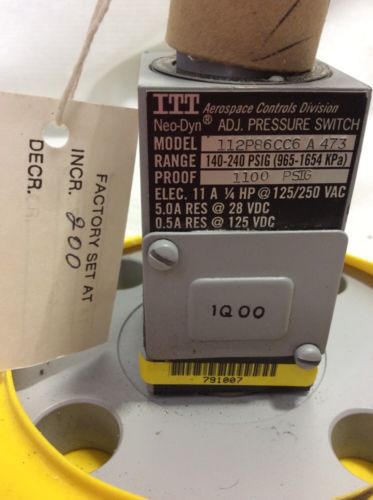 ITT Aerospace Controls Division
Neo-Dyn® ADJ. PRESSURE SWITCH
MODEL 112P86CC6 A 473
RANGE 140-240 PSIG (965-1654 KPa)
PROOF 1100 PSIG
ELEC. 11 A ¼ HP @ 125/250 VAC
5.0A RES @ 28 VDC
0.5A RES @ 125 VDC
1Q00
791007
FACTORY SET AT
INCR. 200
DECR.